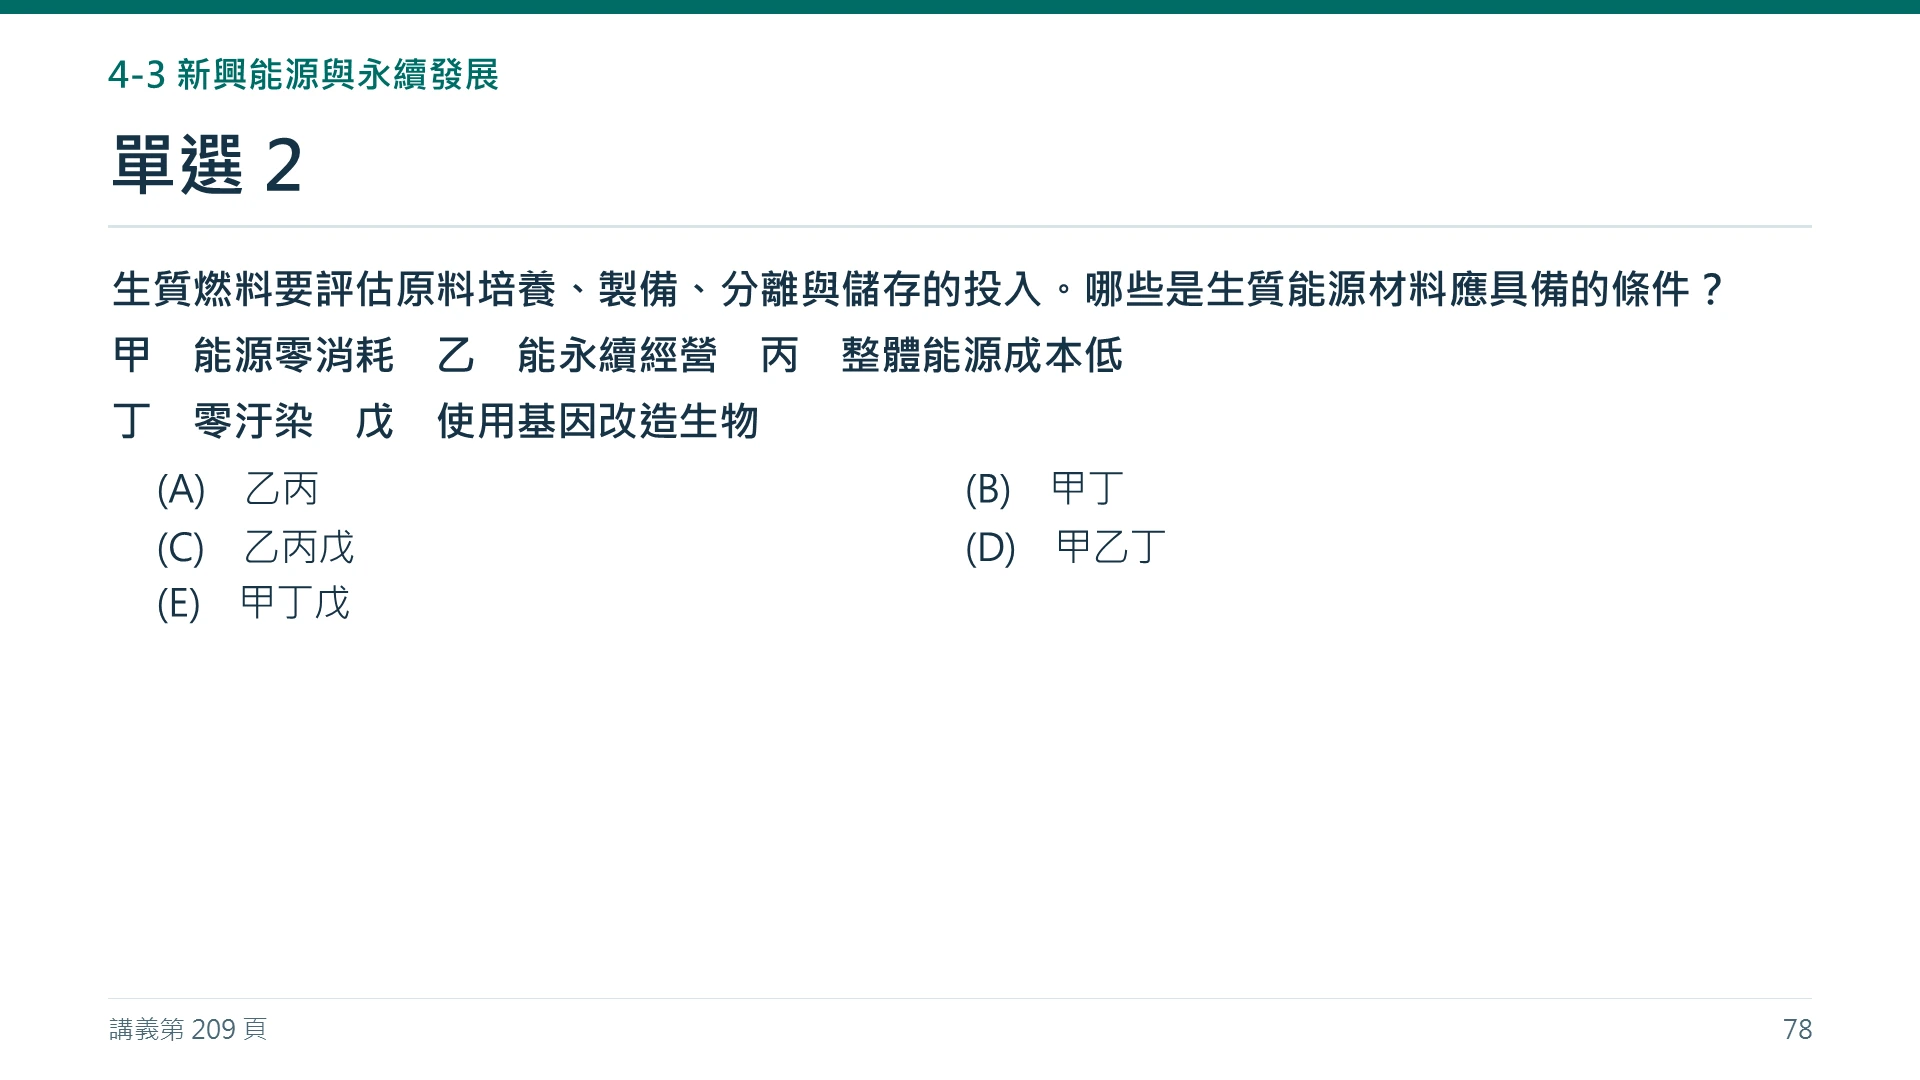 4-3 新興能源與永續發展
單選 2
生質燃料要評估原料培養、製備、分離與儲存的投入。哪些是生質能源材料應具備的條件？
甲　能源零消耗　乙　能永續經營　丙　整體能源成本低
丁　零汙染　戊　使用基因改造生物
(A)　乙丙　(B)　甲丁
(C)　乙丙戊　(D)　甲乙丁
(E)　甲丁戊
講義第 209 頁　78